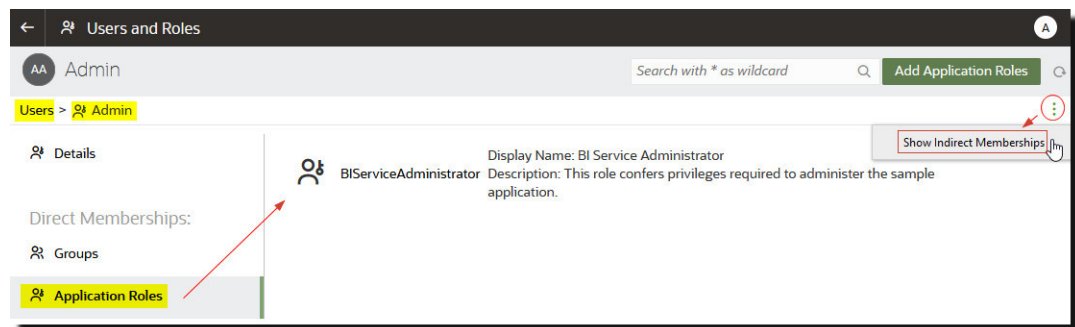 Users and Roles
A
AA Admin
Search with * as wildcard
Add Application Roles
Users > Admin
Show Indirect Memberships
Details
Direct Memberships:
Groups
Application Roles
BIServiceAdministrator
Display Name: BI Service Administrator
Description: This role confers privileges required to administer the sample
application.